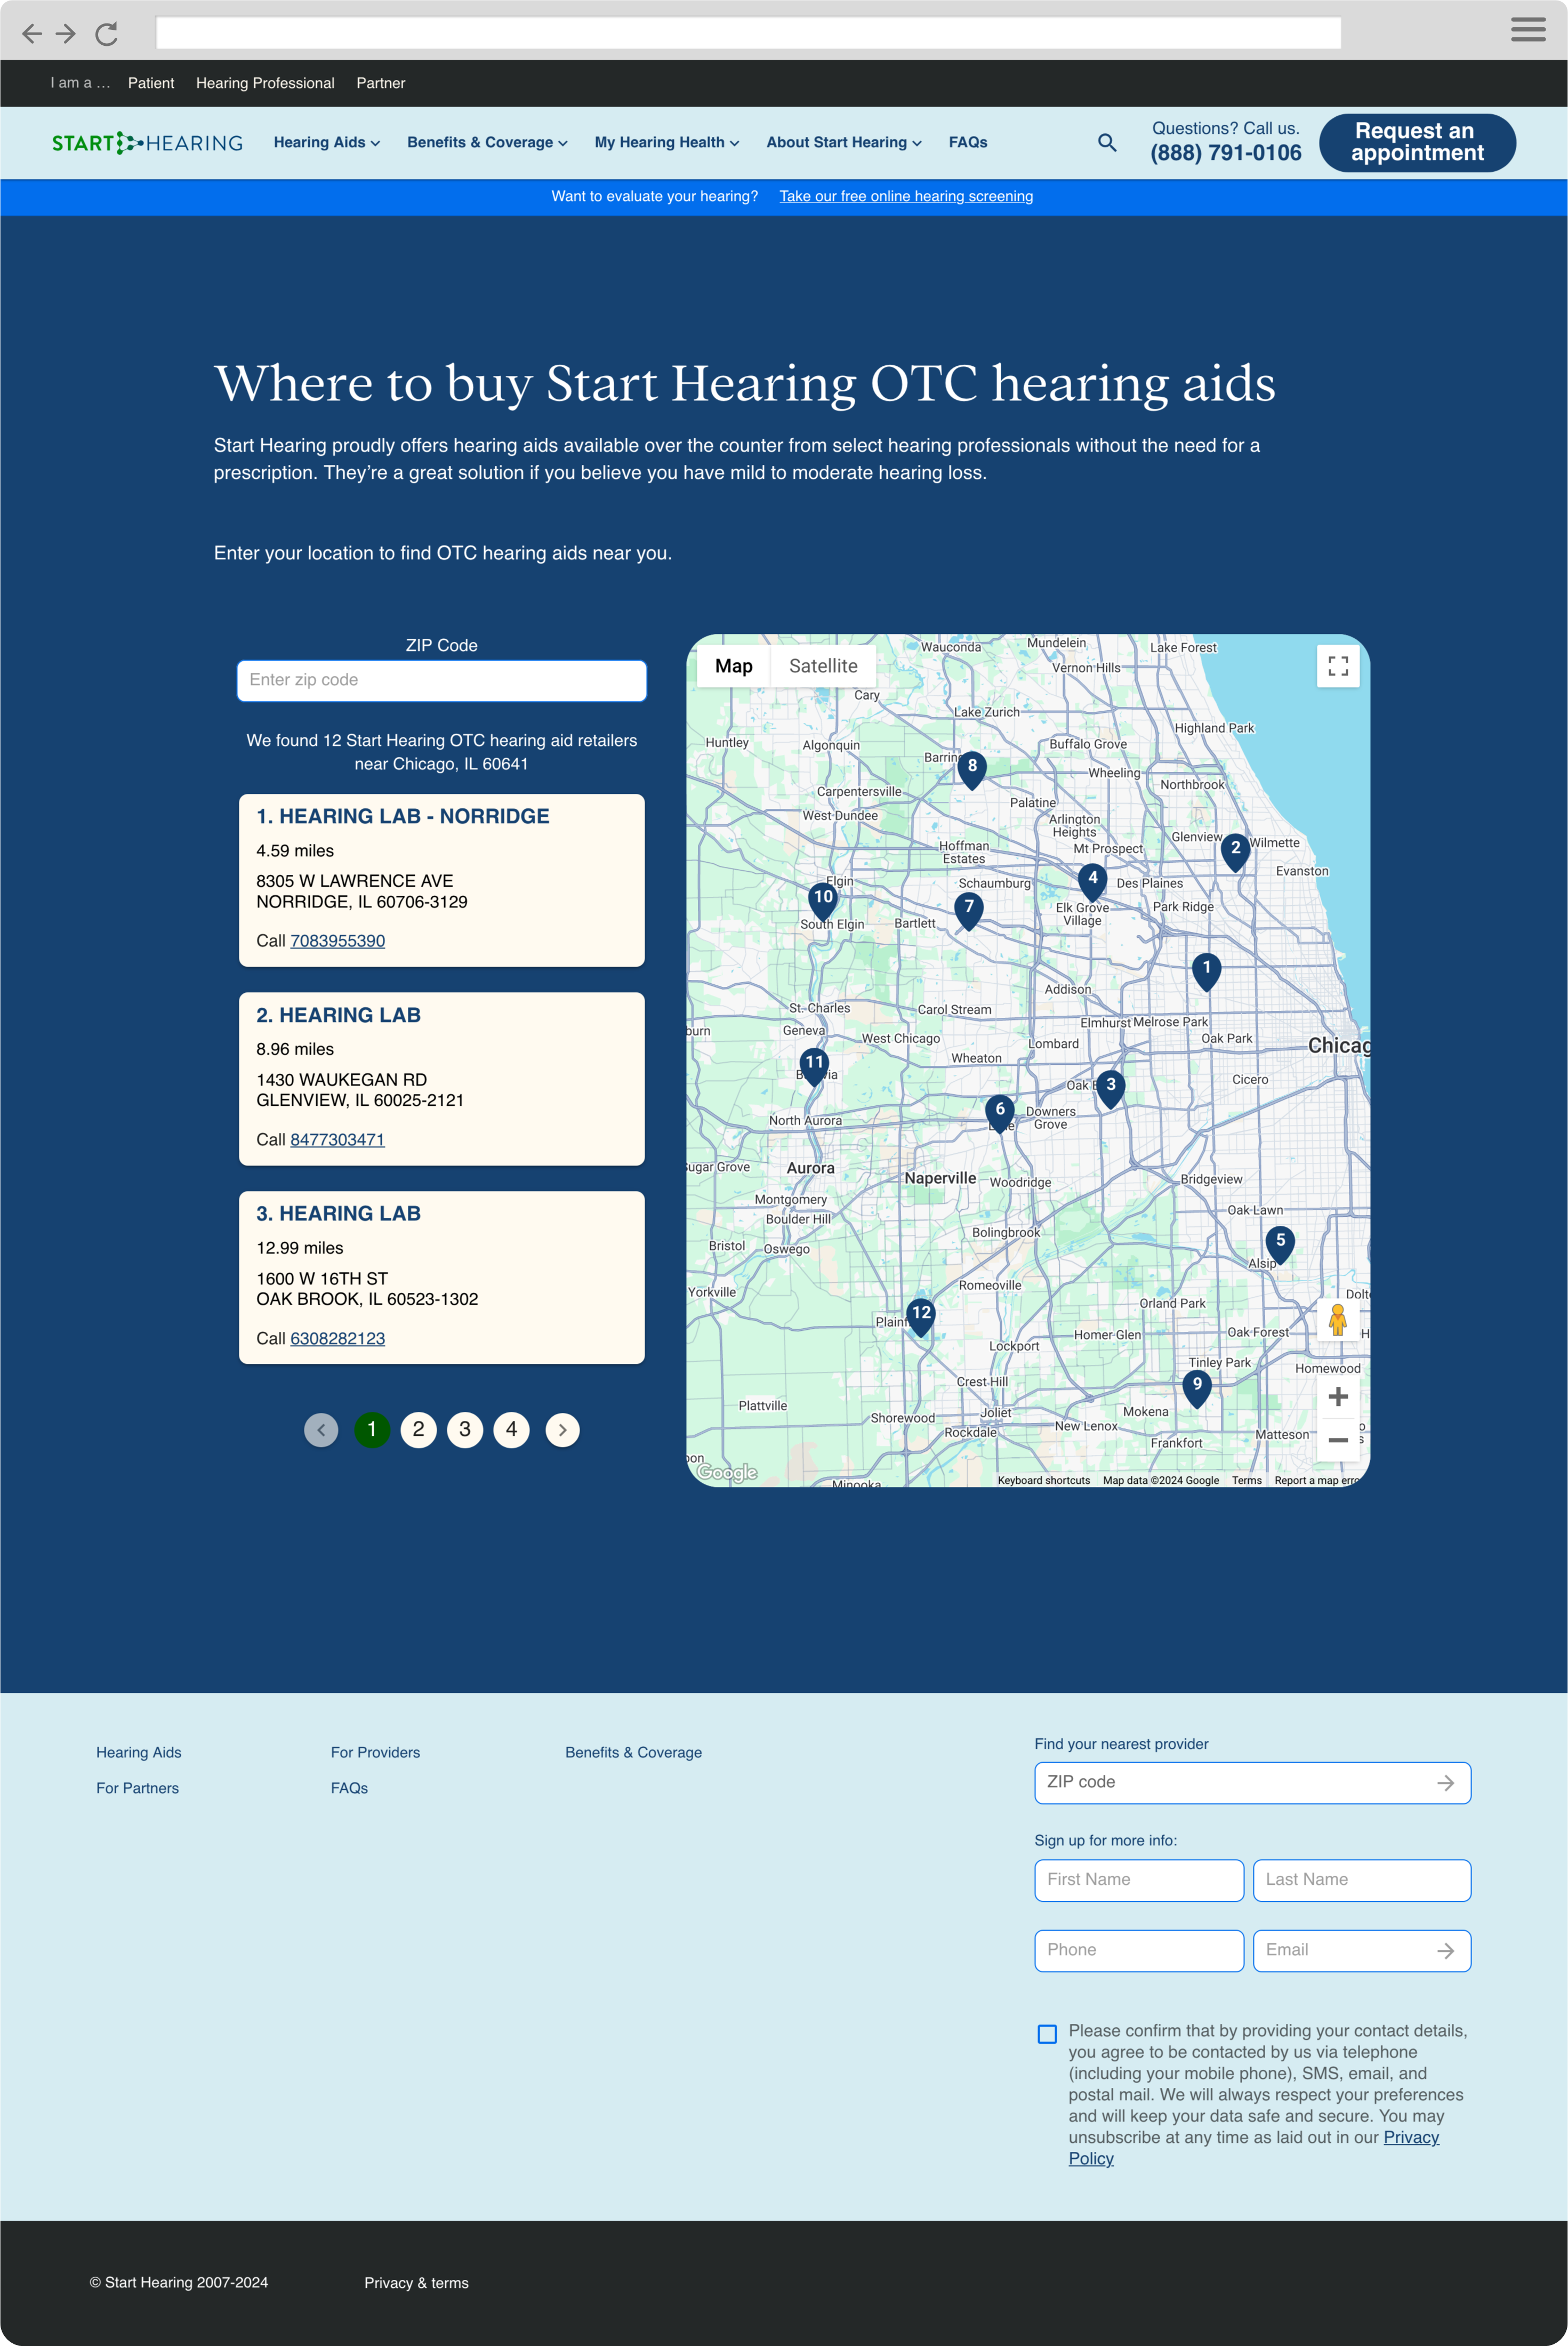 I am a ... Patient Hearing Professional Partner
START HEARING
Hearing Aids Benefits & Coverage My Hearing Health About Start Hearing FAQs
Questions? Call us.
(888) 791-0106
Request an
appointment
Want to evaluate your hearing? Take our free online hearing screening
Where to buy Start Hearing OTC hearing aids
Start Hearing proudly offers hearing aids available over the counter from select hearing professionals without the need for a
prescription. They’re a great solution if you believe you have mild to moderate hearing loss.
Enter your location to find OTC hearing aids near you.
ZIP Code
Enter zip code
We found 12 Start Hearing OTC hearing aid retailers
near Chicago, IL 60641
1. HEARING LAB - NORRIDGE
4.59 miles
8305 W LAWRENCE AVE
NORRIDGE, IL 60706-3129
Call 7083955390
2. HEARING LAB
8.96 miles
1430 WAUKEGAN RD
GLENVIEW, IL 60025-2121
Call 8477303471
3. HEARING LAB
12.99 miles
1600 W 16TH ST
OAK BROOK, IL 60523-1302
Call 6308282123
1 2 3 4
Map Satellite
Wauconda
Mundelein
Lake Forest
Vernon Hills
Cary
Lake Zurich
Highland Park
Huntley
Algonquin
Buffalo Grove
Barring
8
Wheeling
Northbrook
Carpentersville
Palatine
West Dundee
Arlington
Heights
Glenview
2
Wilmette
Hoffman
Estates
Mt Prospect
Evanston
Elgin
Schaumburg
4
Des Plaines
10
7
Elk Grove
Village
Park Ridge
South Elgin
Bartlett
1
Addison
St. Charles
Carol Stream
Elmhurst
Melrose Park
burn
Geneva
West Chicago
Lombard
Oak Park
Chicag
Wheaton
11
B via
Oak B
3
Cicero
6
Downers
Grove
North Aurora
L le
Sugar Grove
Aurora
Naperville
Woodridge
Bridgeview
Montgomery
Oak Lawn
Boulder Hill
Bolingbrook
5
Bristol
Oswego
Alsip
Romeoville
Yorkville
Dolt
Orland Park
12
Plainf
Oak Forest
H
Homer Glen
Lockport
Tinley Park
Homewood
Crest Hill
9
Plattville
Shorewood
Joliet
Mokena
Rockdale
New Lenox
Matteson
Frankfort
oon
Google
Minooka
Keyboard shortcuts Map data ©2024 Google Terms Report a map erro
Hearing Aids For Providers Benefits & Coverage
For Partners FAQs
Find your nearest provider
ZIP code
Sign up for more info:
First Name Last Name
Phone Email
Please confirm that by providing your contact details,
you agree to be contacted by us via telephone
(including your mobile phone), SMS, email, and
postal mail. We will always respect your preferences
and will keep your data safe and secure. You may
unsubscribe at any time as laid out in our Privacy
Policy
© Start Hearing 2007-2024 Privacy & terms